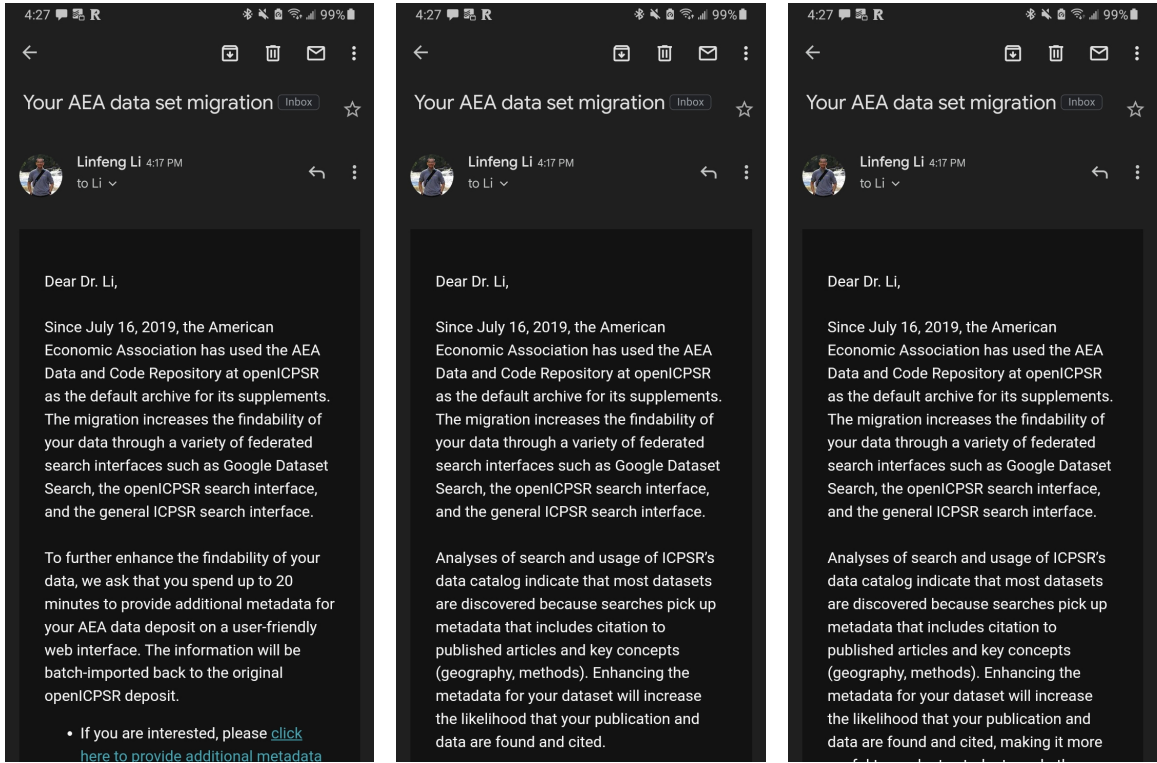 4:27 R 99%
Your AEA data set migration Inbox
Linfeng Li 4:17 PM
to Li
Dear Dr. Li,
Since July 16, 2019, the American
Economic Association has used the AEA
Data and Code Repository at openICPSR
as the default archive for its supplements.
The migration increases the findability of
your data through a variety of federated
search interfaces such as Google Dataset
Search, the openICPSR search interface,
and the general ICPSR search interface.
To further enhance the findability of your
data, we ask that you spend up to 20
minutes to provide additional metadata for
your AEA data deposit on a user-friendly
web interface. The information will be
batch-imported back to the original
openICPSR deposit.
• If you are interested, please click
here to provide additional metadata
4:27 R 99%
Your AEA data set migration Inbox
Linfeng Li 4:17 PM
to Li
Dear Dr. Li,
Since July 16, 2019, the American
Economic Association has used the AEA
Data and Code Repository at openICPSR
as the default archive for its supplements.
The migration increases the findability of
your data through a variety of federated
search interfaces such as Google Dataset
Search, the openICPSR search interface,
and the general ICPSR search interface.
Analyses of search and usage of ICPSR's
data catalog indicate that most datasets
are discovered because searches pick up
metadata that includes citation to
published articles and key concepts
(geography, methods). Enhancing the
metadata for your dataset will increase
the likelihood that your publication and
data are found and cited.
4:27 R 99%
Your AEA data set migration Inbox
Linfeng Li 4:17 PM
to Li
Dear Dr. Li,
Since July 16, 2019, the American
Economic Association has used the AEA
Data and Code Repository at openICPSR
as the default archive for its supplements.
The migration increases the findability of
your data through a variety of federated
search interfaces such as Google Dataset
Search, the openICPSR search interface,
and the general ICPSR search interface.
Analyses of search and usage of ICPSR's
data catalog indicate that most datasets
are discovered because searches pick up
metadata that includes citation to
published articles and key concepts
(geography, methods). Enhancing the
metadata for your dataset will increase
the likelihood that your publication and
data are found and cited, making it more